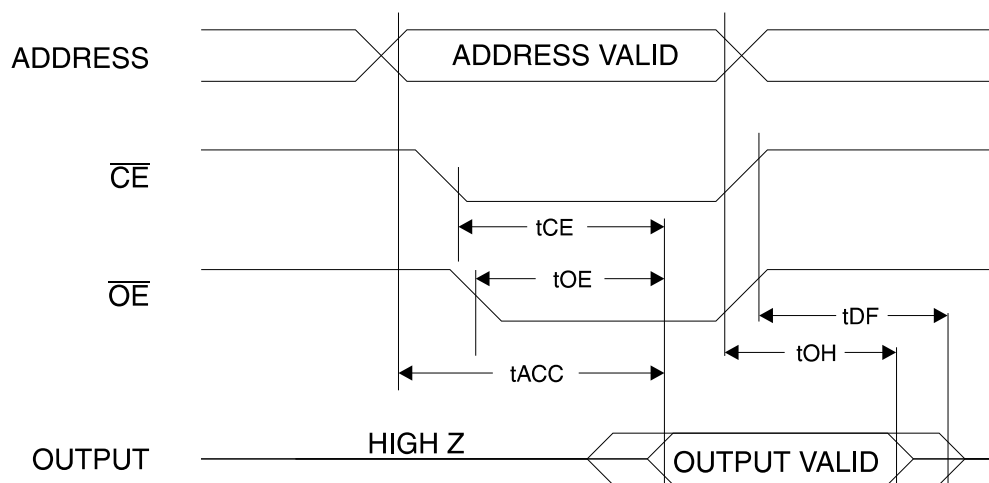 ADDRESS
ADDRESS VALID
CE
tCE
OE
tOE
tDF
tOH
tACC
HIGH Z
OUTPUT
OUTPUT VALID